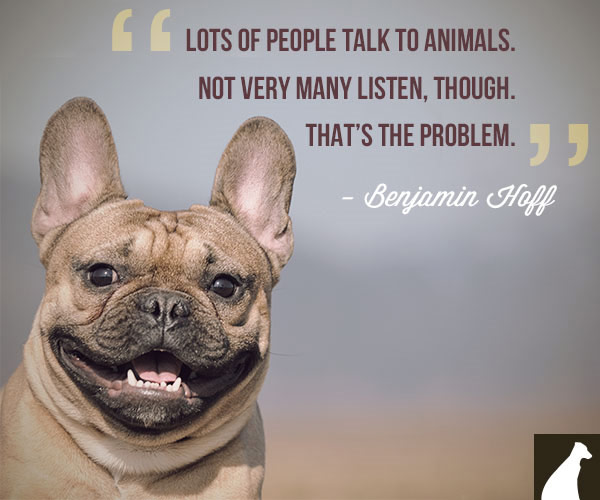 “ LOTS OF PEOPLE TALK TO ANIMALS.
NOT VERY MANY LISTEN, THOUGH.
THAT’S THE PROBLEM. ”
– Benjamin Hoff